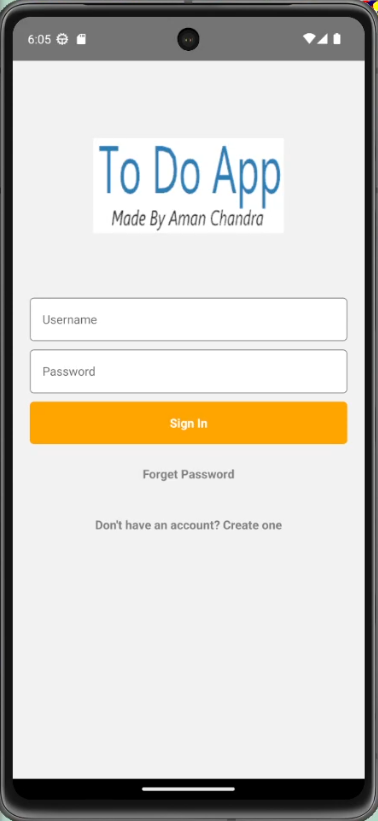 6:05
To Do App
Made By Aman Chandra
Username
Password
Sign In
Forget Password
Don't have an account? Create one